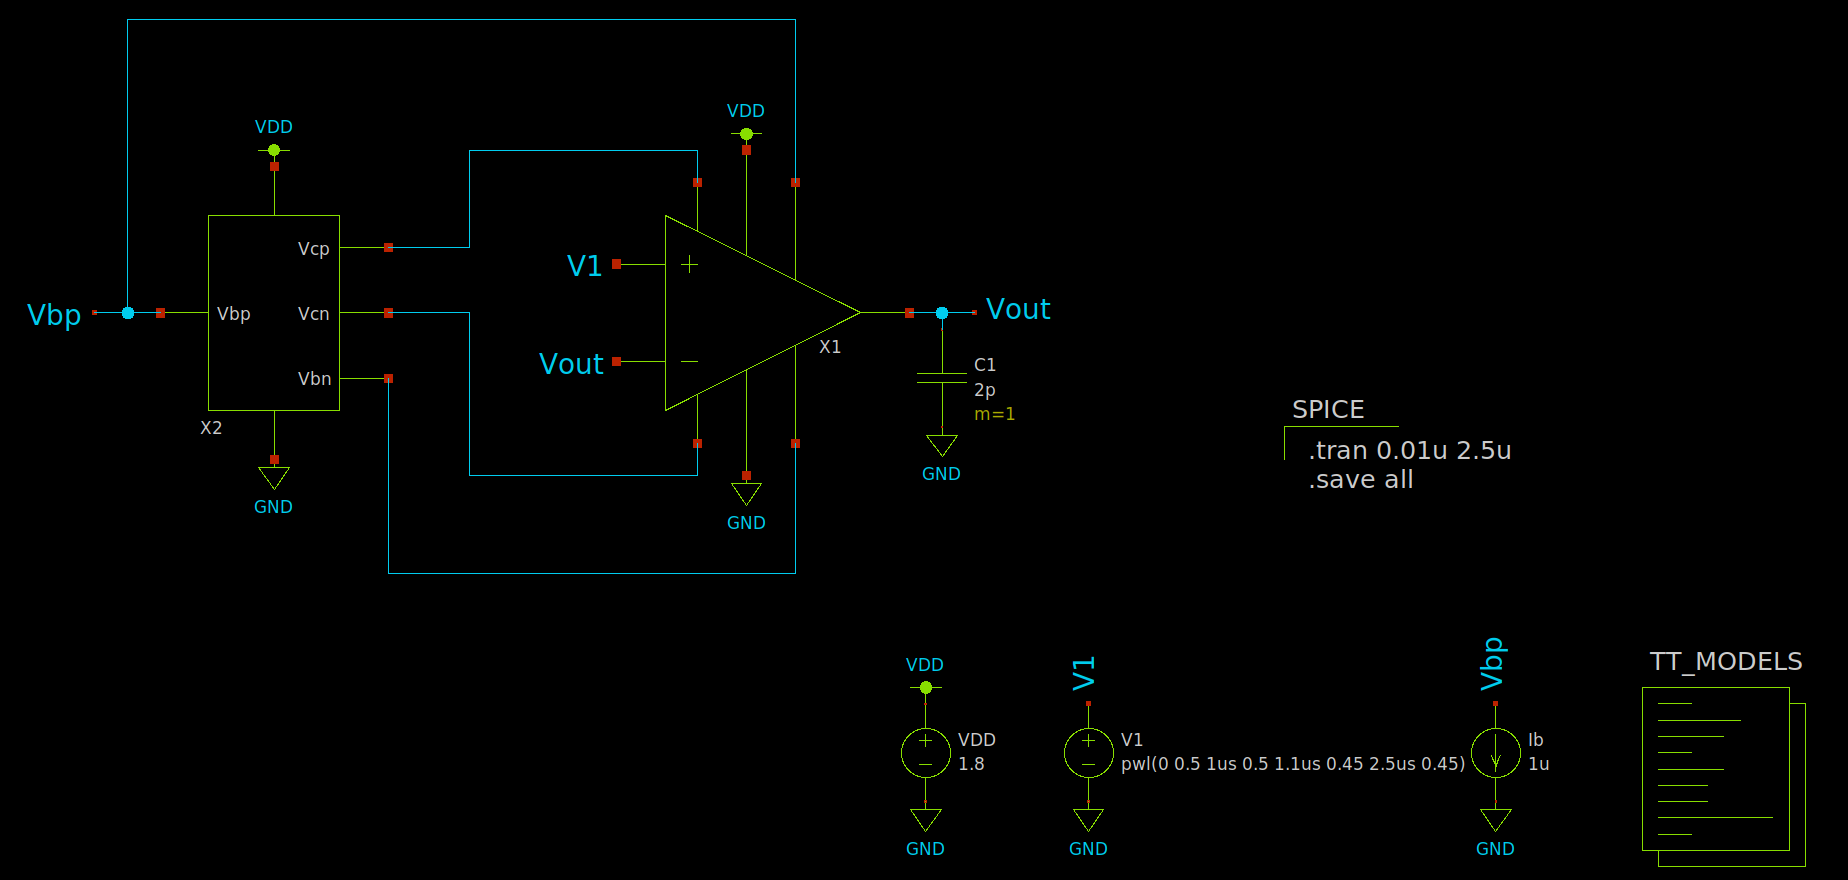 VDD
VDD
Vcp
V1
+
Vbp
Vbp
Vcn
Vout
X1
Vout
−
Vbn
C1
2p
m=1
X2
GND
GND
GND
SPICE
.tran 0.01u 2.5u
.save all
VDD
VDD
1.8
+
−
GND
V1
V1
pwl(0 0.5 1us 0.5 1.1us 0.45 2.5us 0.45)
+
−
GND
Vbp
Ib
1u
GND
TT_MODELS